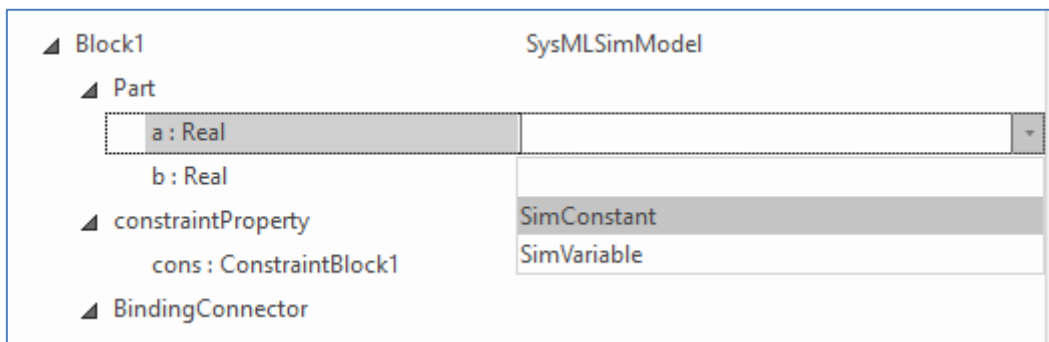 Block1 SysMLSimModel
Part
a : Real
b : Real
SimConstant
constraintProperty
SimVariable
cons : ConstraintBlock1
BindingConnector